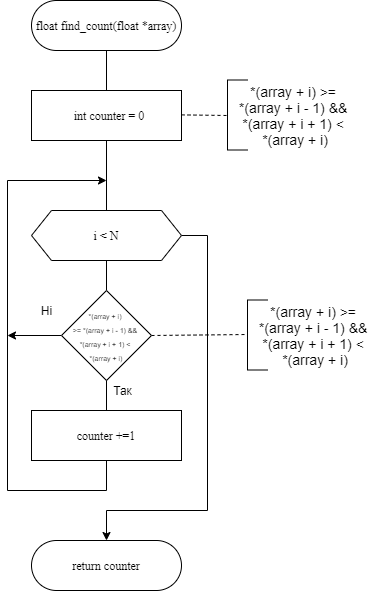 float find_count(float *array)
int counter = 0
*(array + i) >=
*(array + i - 1) &&
*(array + i + 1) <
*(array + i)
i < N
Ні
*(array + i)
>= *(array + i - 1) &&
*(array + i + 1) <
*(array + i)
*(array + i) >=
*(array + i - 1) &&
*(array + i + 1) <
*(array + i)
Так
counter +=1
return counter